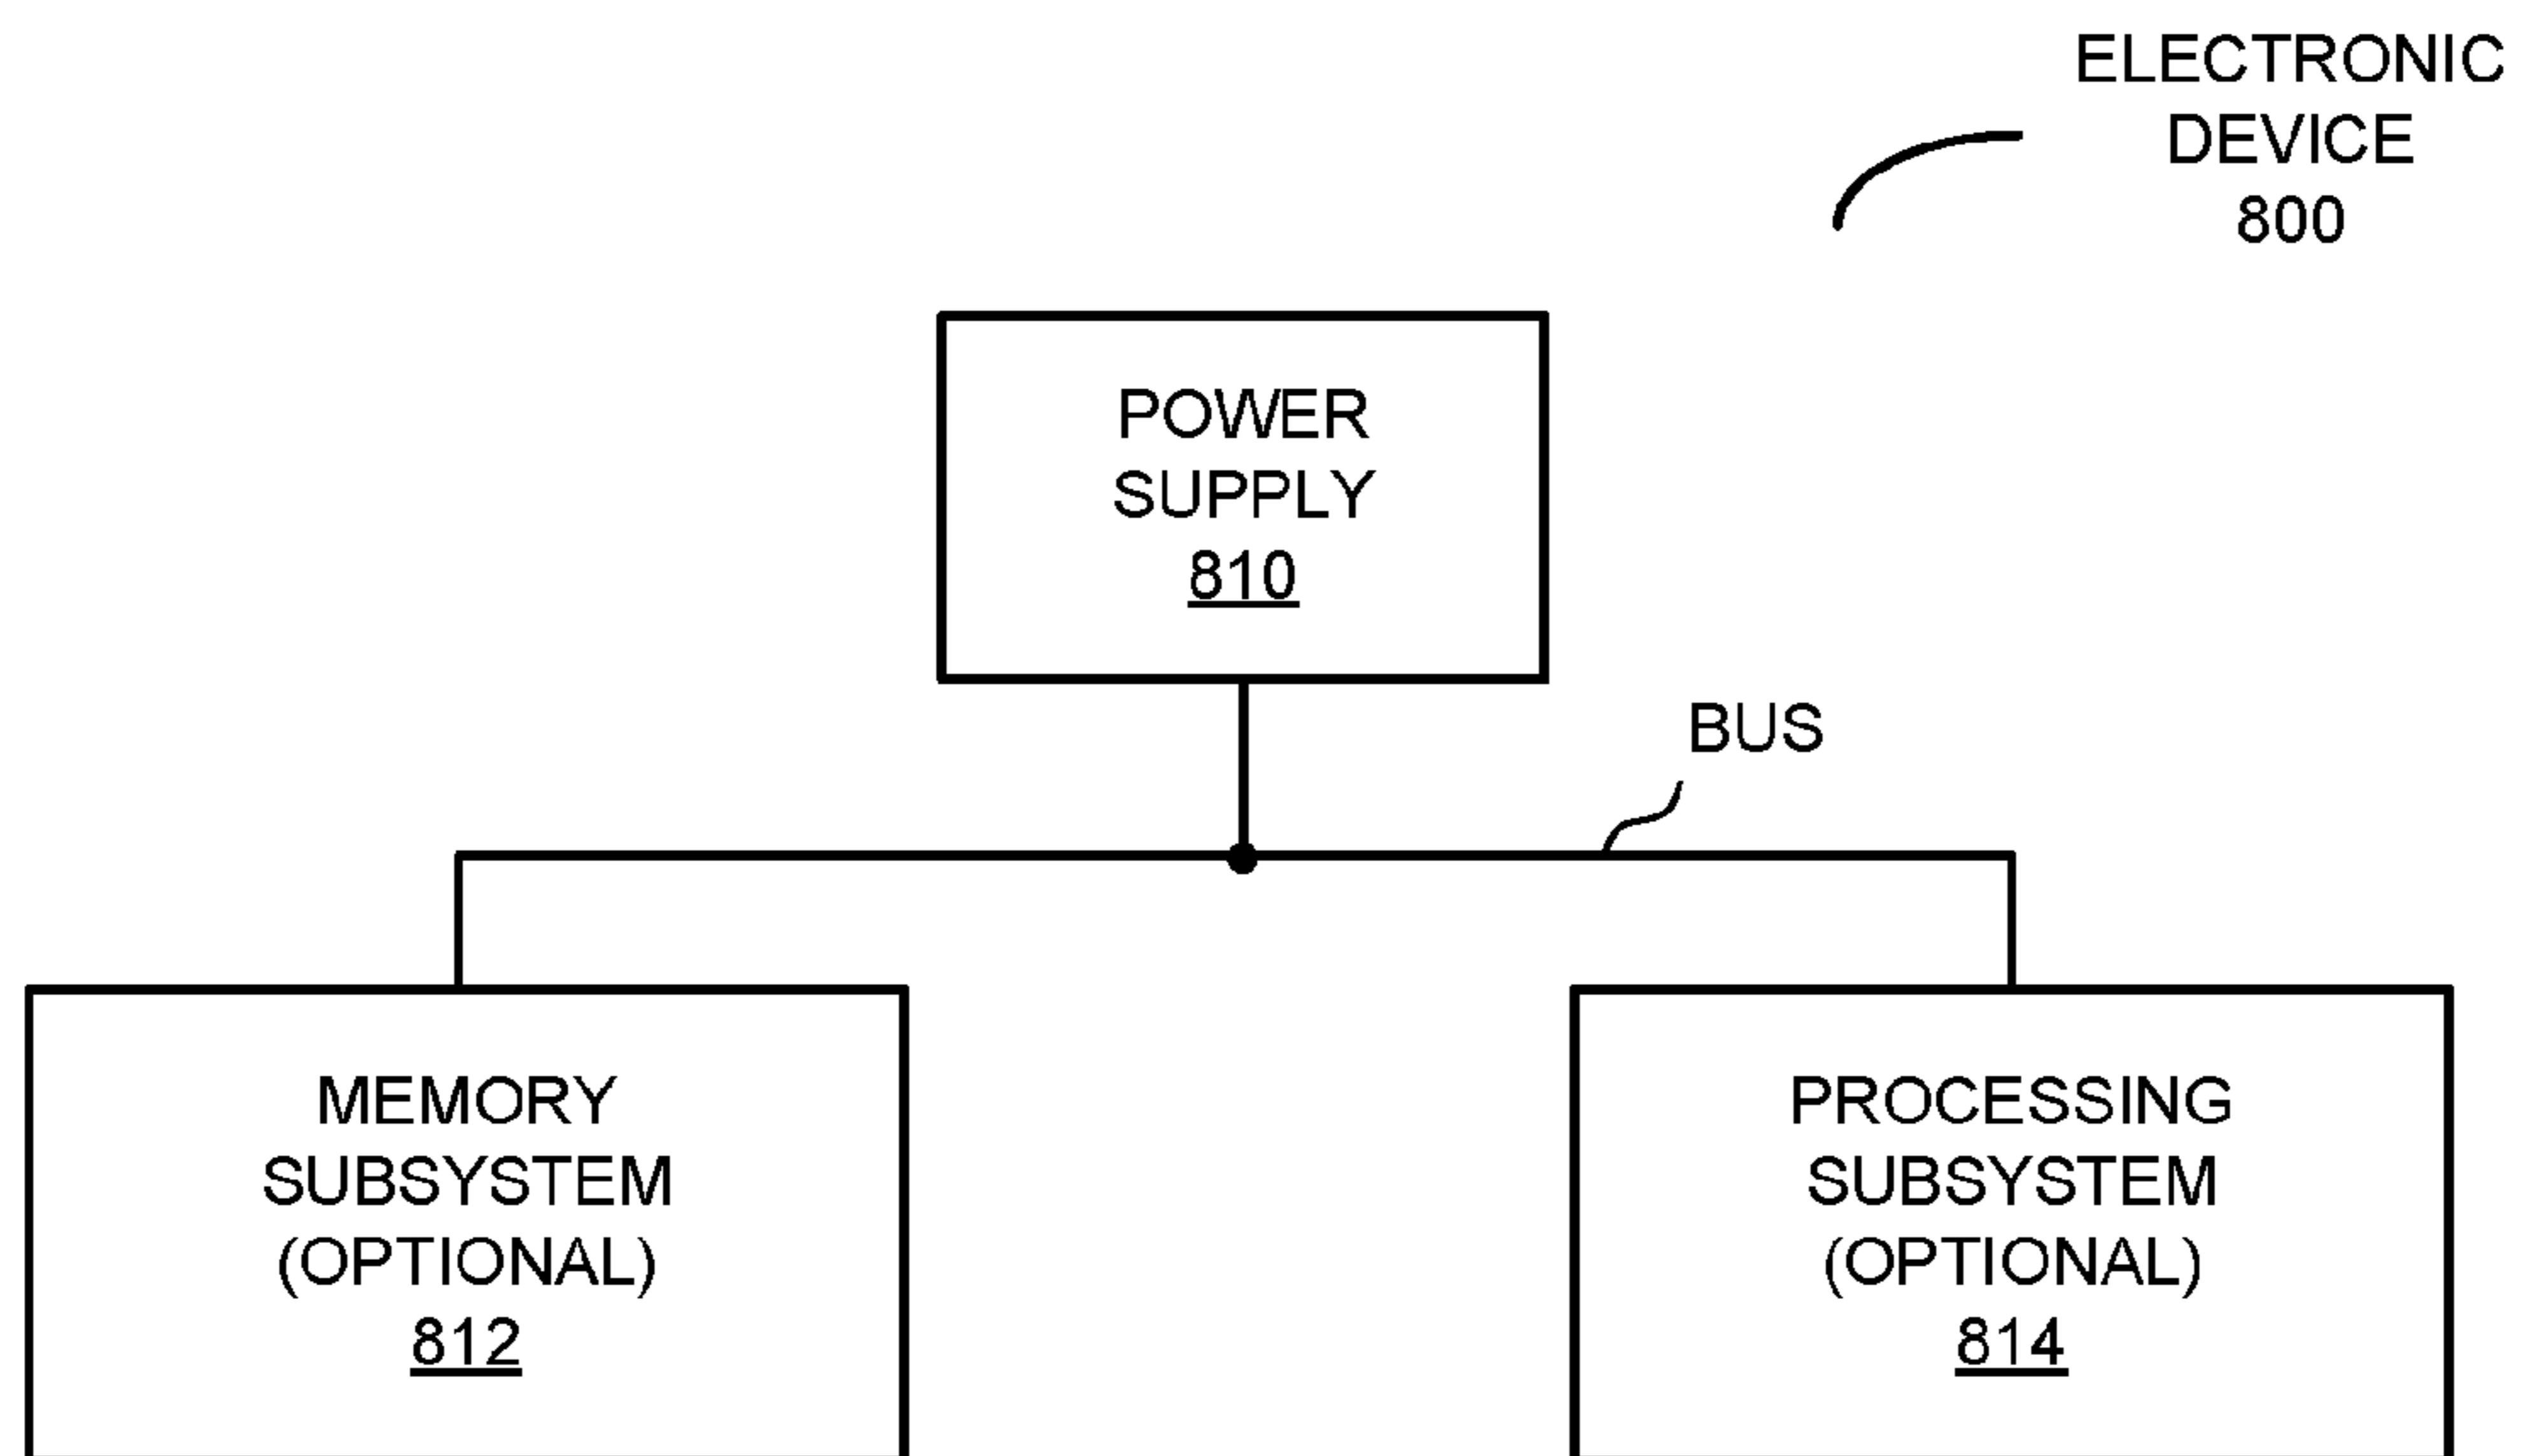 ELECTRONIC
DEVICE
800
POWER
SUPPLY
810
BUS
MEMORY
SUBSYSTEM
(OPTIONAL)
812
PROCESSING
SUBSYSTEM
(OPTIONAL)
814